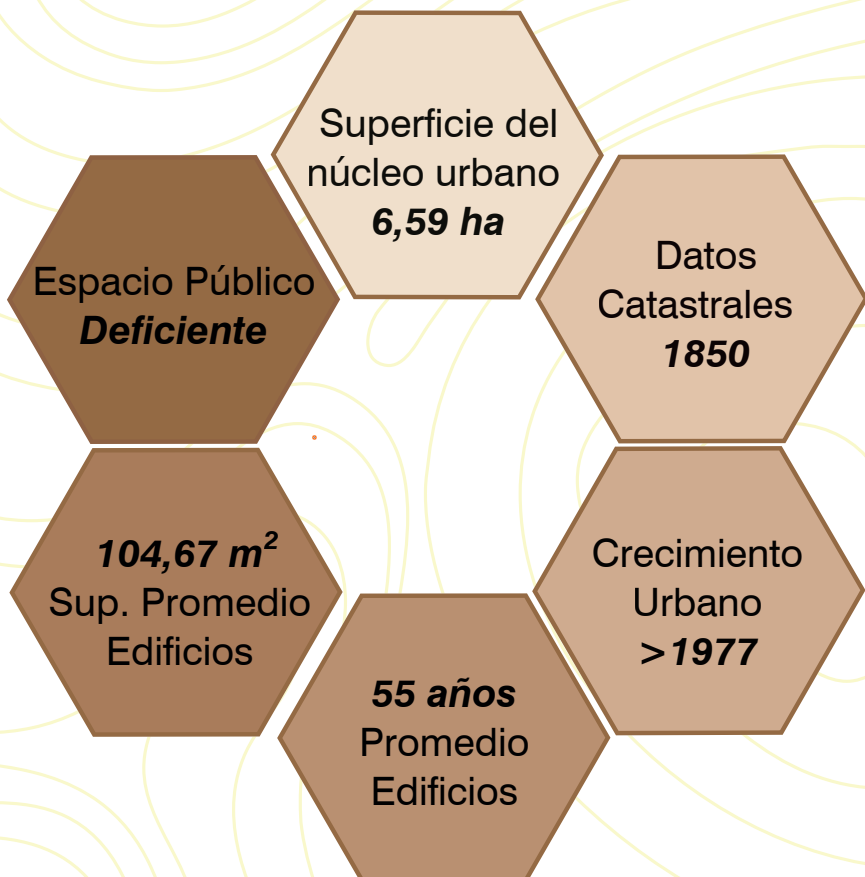 Superficie del
núcleo urbano
6,59 ha
Datos
Catastrales
1850
Crecimiento
Urbano
>1977
55 años
Promedio
Edificios
104,67 m²
Sup. Promedio
Edificios
Espacio Público
Deficiente